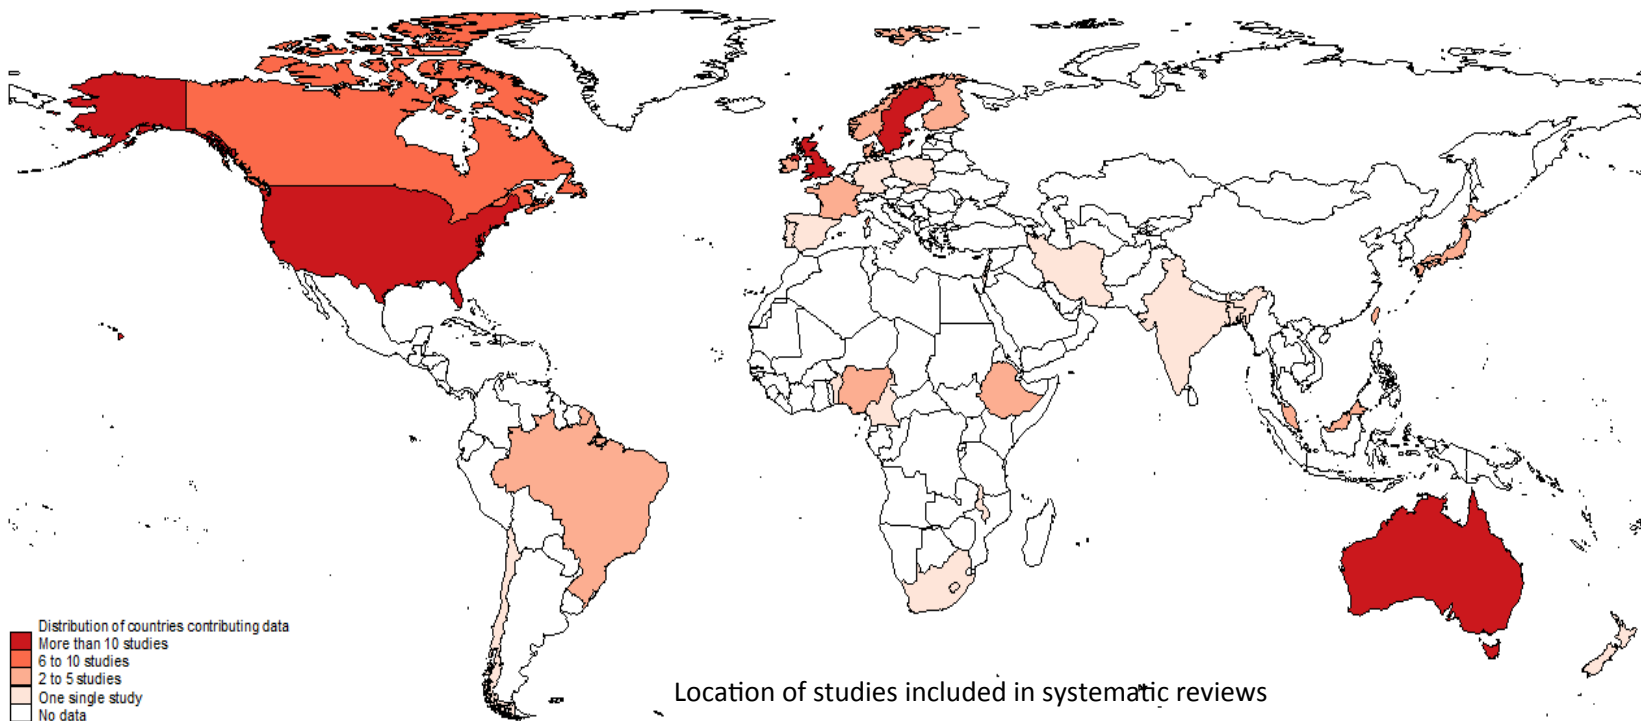 Distribution of countries contributing data
More than 10 studies
6 to 10 studies
2 to 5 studies
One single study
No data
Location of studies included in systematic reviews